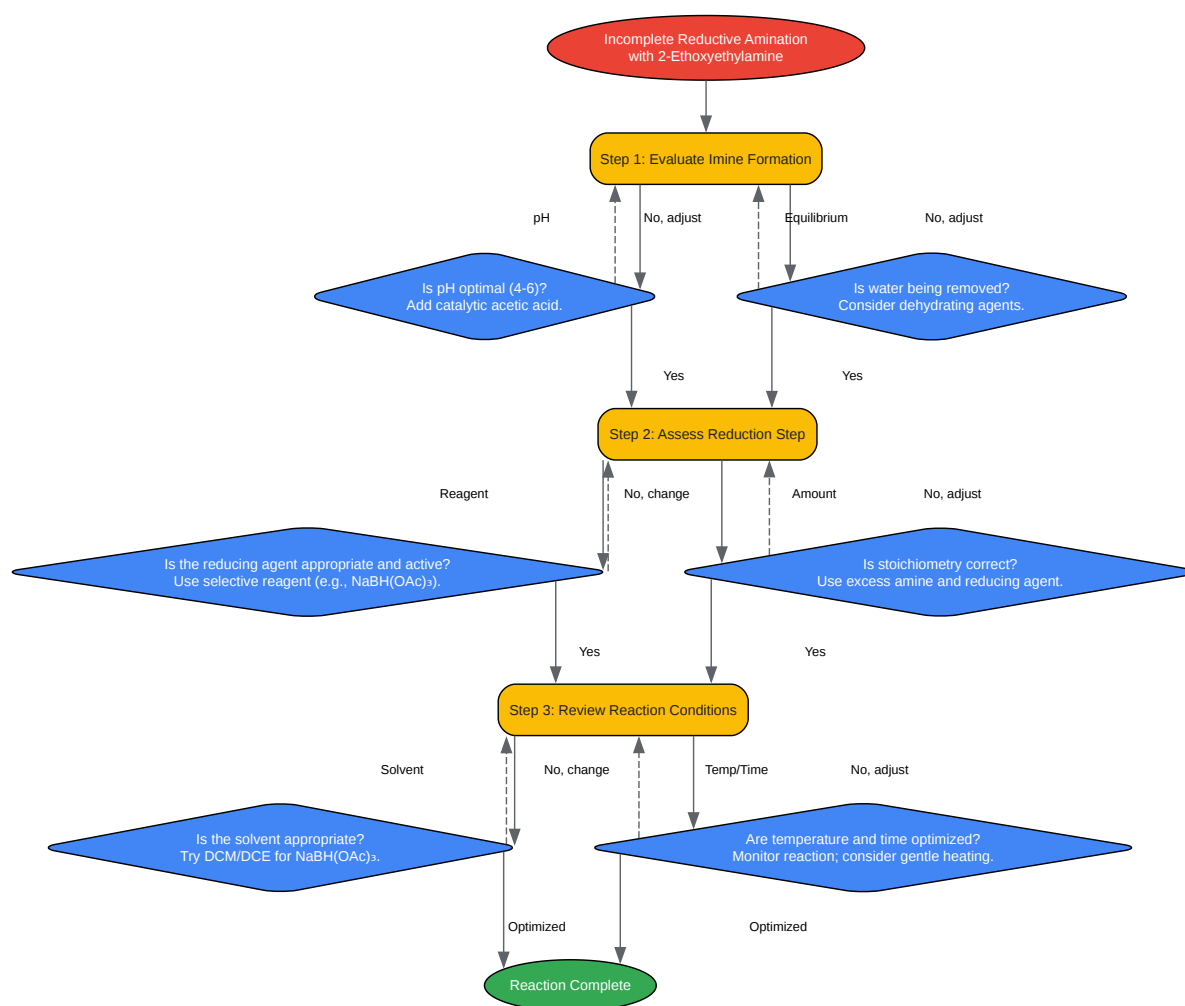 Incomplete Reductive Amination
with 2-Ethoxyethylamine
Step 1: Evaluate Imine Formation
pH
No, adjust
Equilibrium
No, adjust
Is pH optimal (4-6)?
Add catalytic acetic acid.
Is water being removed?
Consider dehydrating agents.
Yes
Yes
Step 2: Assess Reduction Step
Reagent
No, change
Amount
No, adjust
Is the reducing agent appropriate and active?
Use selective reagent (e.g., NaBH(OAc)₃).
Is stoichiometry correct?
Use excess amine and reducing agent.
Yes
Yes
Step 3: Review Reaction Conditions
Solvent
No, change
Temp/Time
No, adjust
Is the solvent appropriate?
Try DCM/DCE for NaBH(OAc)₃.
Are temperature and time optimized?
Monitor reaction; consider gentle heating.
Optimized
Optimized
Reaction Complete